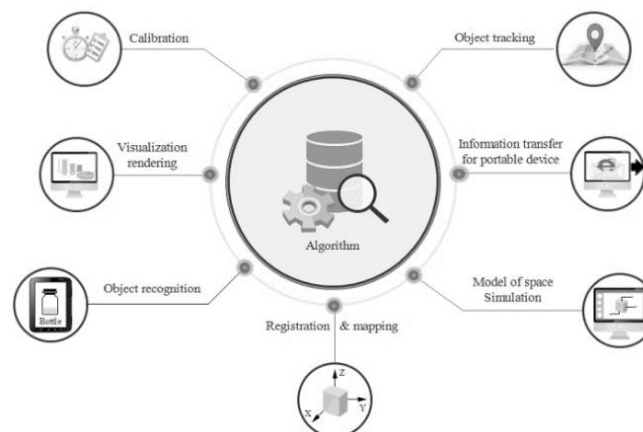 Calibration
Object tracking
Visualization
rendering
Information transfer
for portable device
Algorithm
Object recognition
Model of space
Simulation
Bottle
Registration & mapping
Z
X
Y